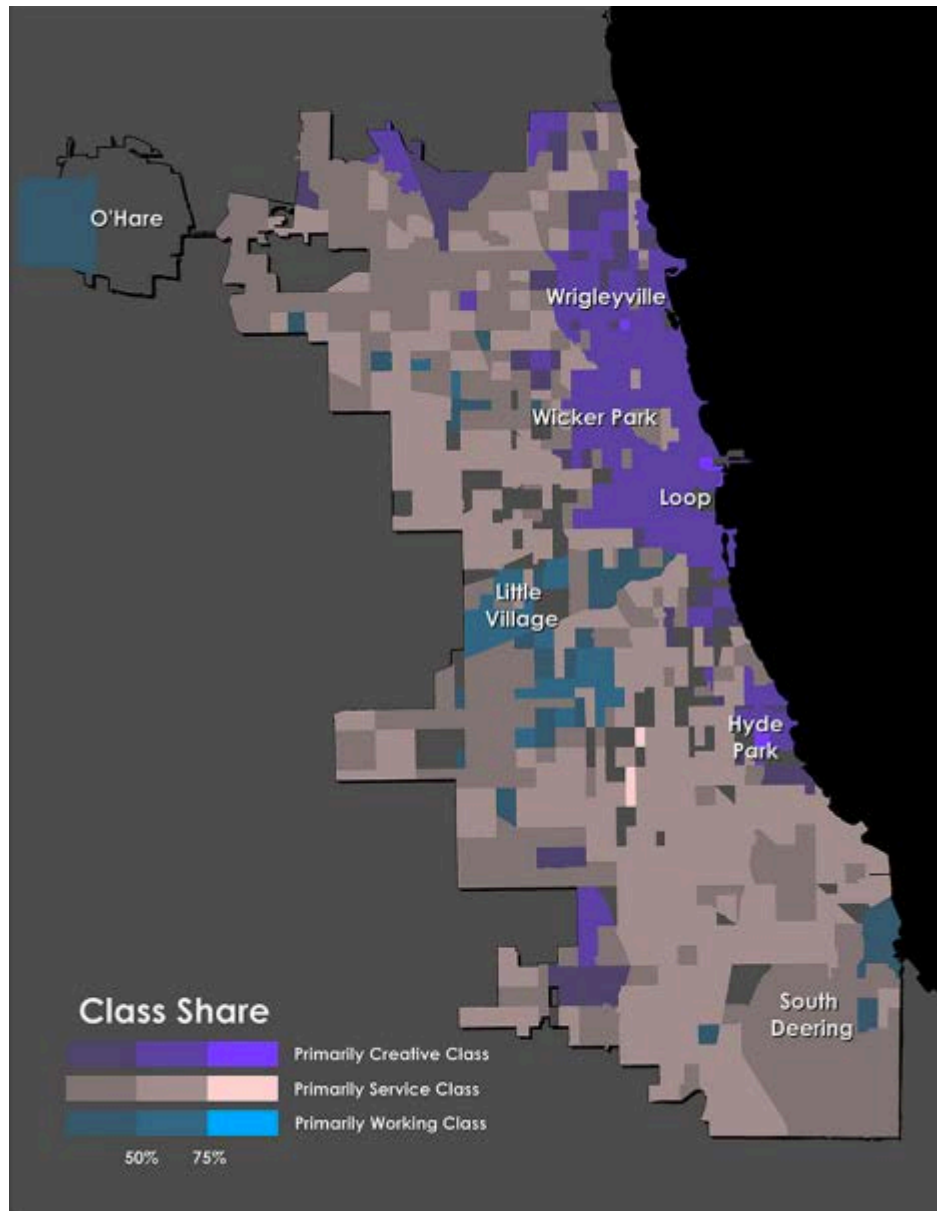 O'Hare
Wrigleyville
Wicker Park
Loop
Little
Village
Hyde
Park
South
Deering
Class Share
Primarily Creative Class
Primarily Service Class
Primarily Working Class
50% 75%